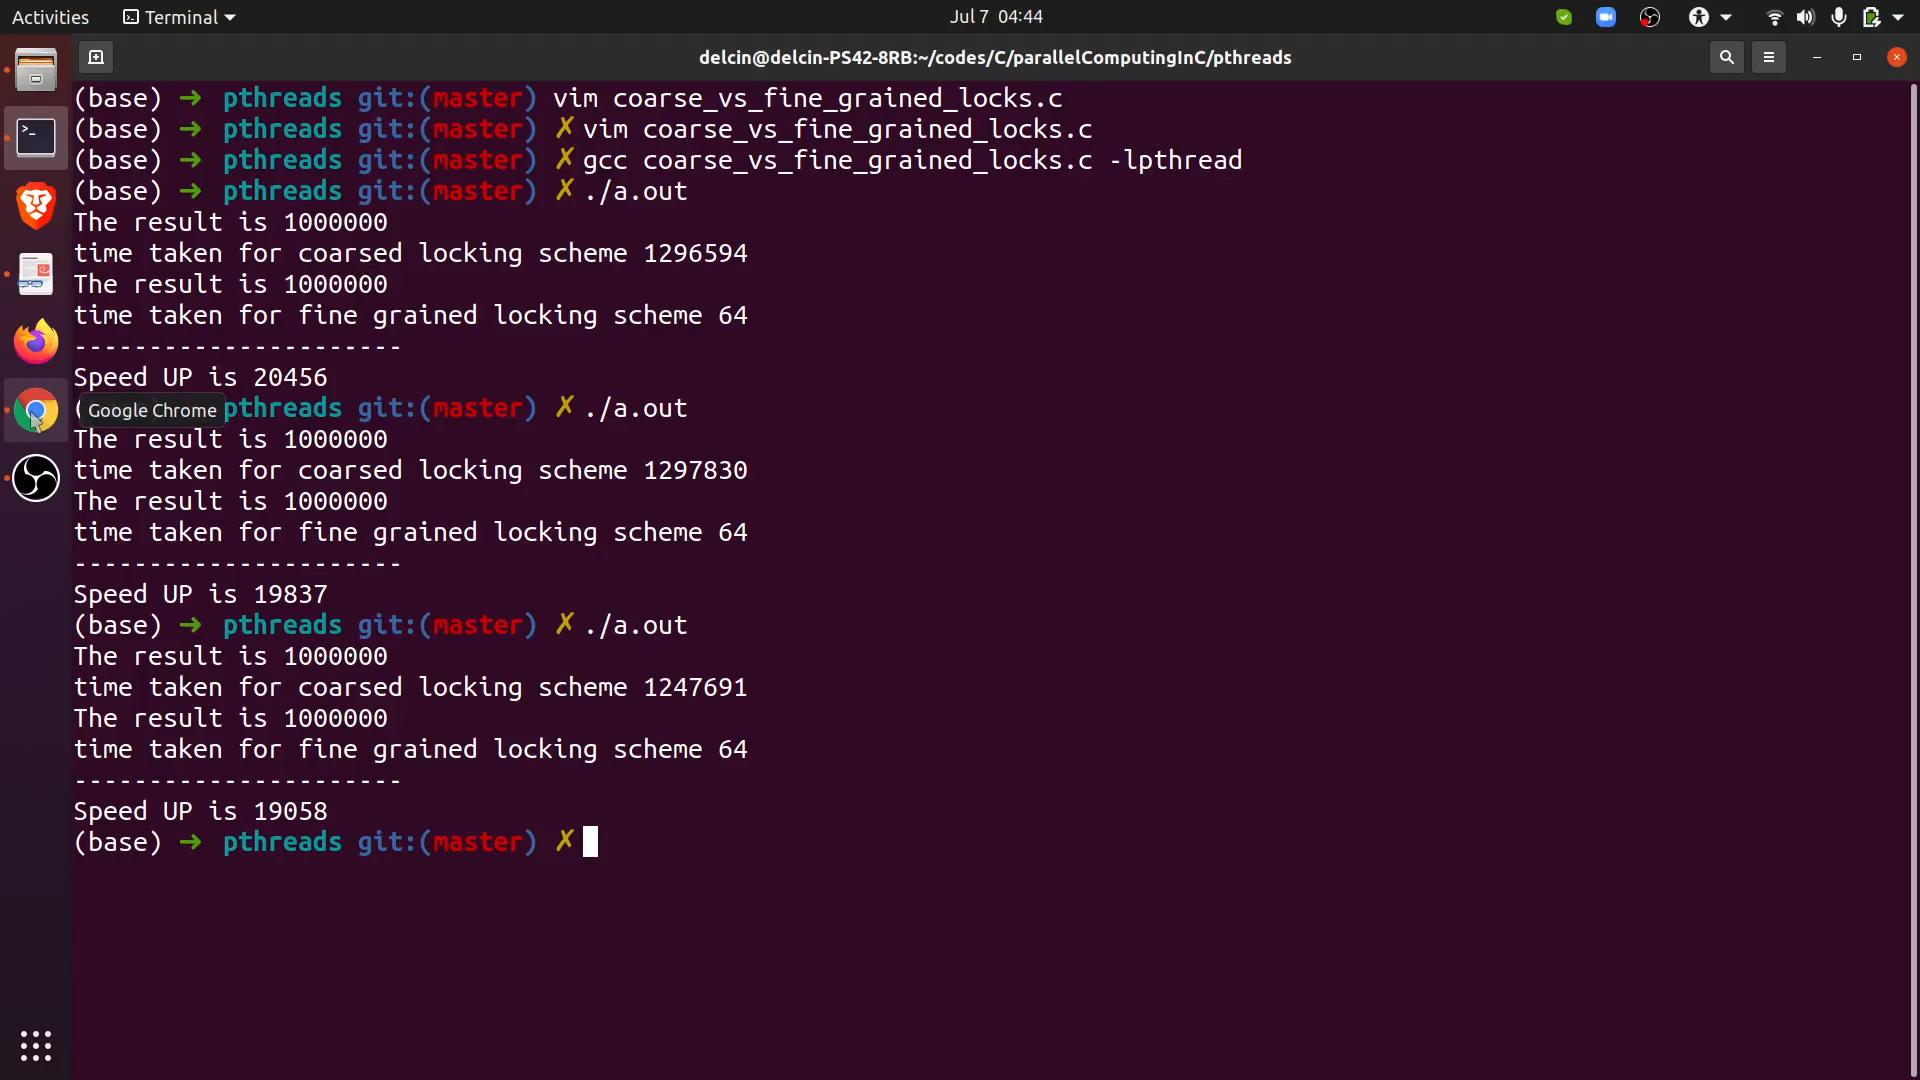 Activities
Terminal
Jul 7 04:44
delcin@delcin-PS42-8RB:~/codes/C/parallelComputingInC/pthreads
(base) ➜ pthreads git:(master) vim coarse_vs_fine_grained_locks.c
(base) ➜ pthreads git:(master) ✗ vim coarse_vs_fine_grained_locks.c
(base) ➜ pthreads git:(master) ✗ gcc coarse_vs_fine_grained_locks.c -lpthread
(base) ➜ pthreads git:(master) ✗ ./a.out
The result is 1000000
time taken for coarsed locking scheme 1296594
The result is 1000000
time taken for fine grained locking scheme 64
----------------------
Speed UP is 20456
( Google Chrome pthreads git:(master) ✗ ./a.out
The result is 1000000
time taken for coarsed locking scheme 1297830
The result is 1000000
time taken for fine grained locking scheme 64
----------------------
Speed UP is 19837
(base) ➜ pthreads git:(master) ✗ ./a.out
The result is 1000000
time taken for coarsed locking scheme 1247691
The result is 1000000
time taken for fine grained locking scheme 64
----------------------
Speed UP is 19058
(base) ➜ pthreads git:(master) ✗